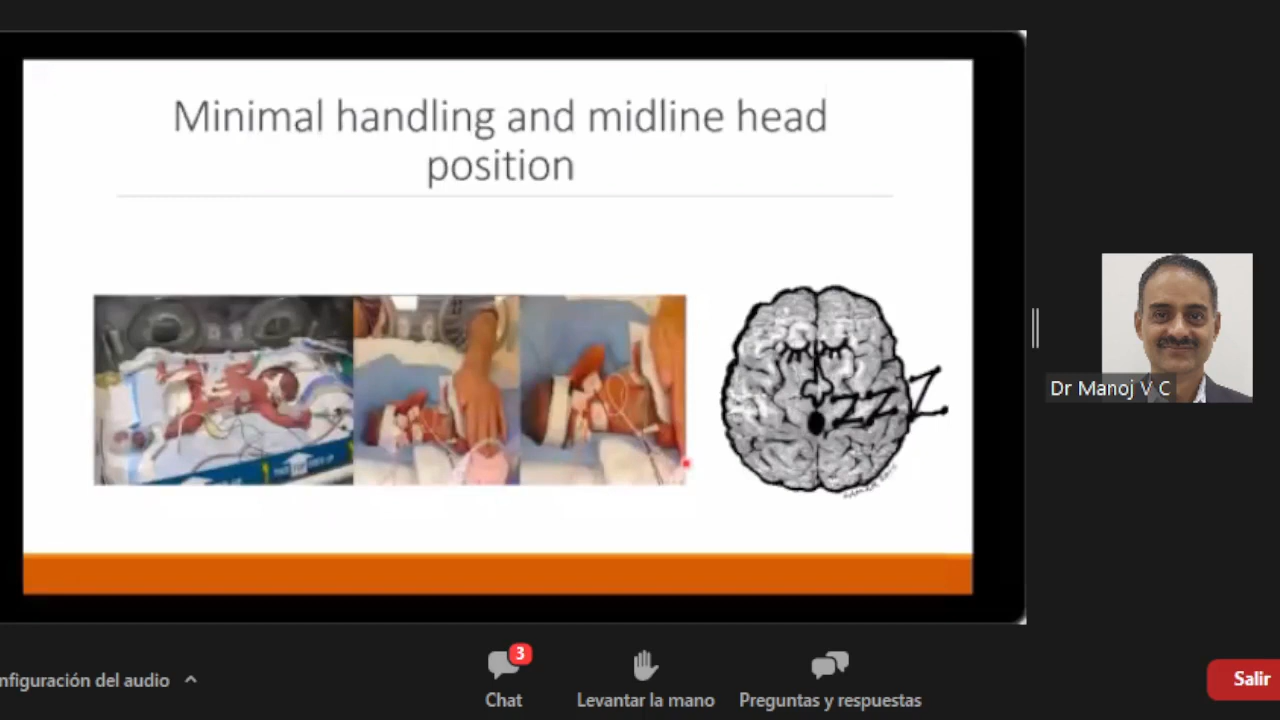 Minimal handling and midline head
position
ZZZ
Dr Manoj V C
nfiguración del audio
3
Chat
Levantar la mano
Preguntas y respuestas
Salir